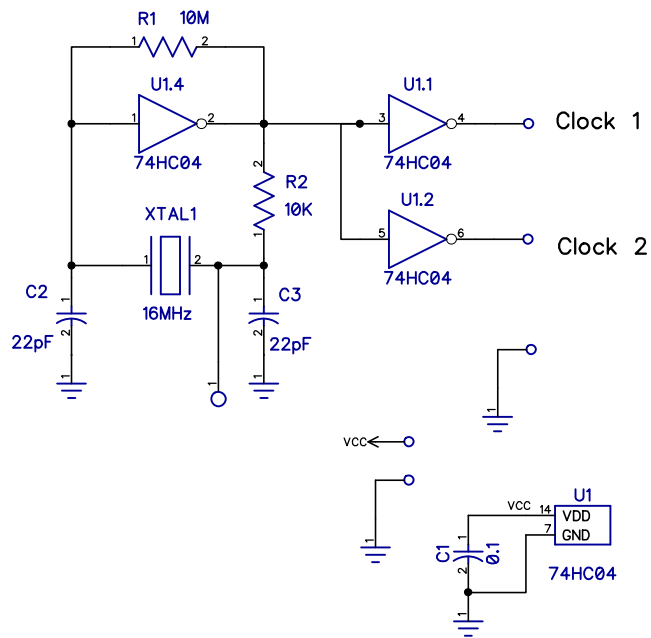 R1 10M
1 2
U1.4
1 2
74HC04
U1.1
3 4
74HC04
Clock 1
2
R2
10K
1
U1.2
5 6
74HC04
Clock 2
XTAL1
1 2
16MHz
C2
1
2
22pF
1
C3
1
2
22pF
1
1
1
VCC
1
U1
VCC 14 VDD
7 GND
74HC04
C1
1
2
0.1
1